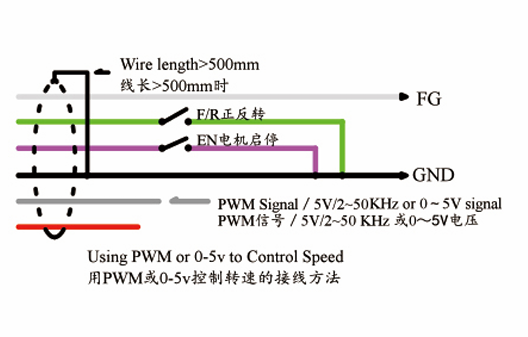 Wire length>500mm
线长>500mm时
FG
F/R正反转
EN电机启停
GND
PWM Signal / 5V/2~50KHz or 0~5V signal
PWM信号 / 5V/2~50 KHz 或0~5V电压
Using PWM or 0-5v to Control Speed
用PWM或0-5v控制转速的接线方法